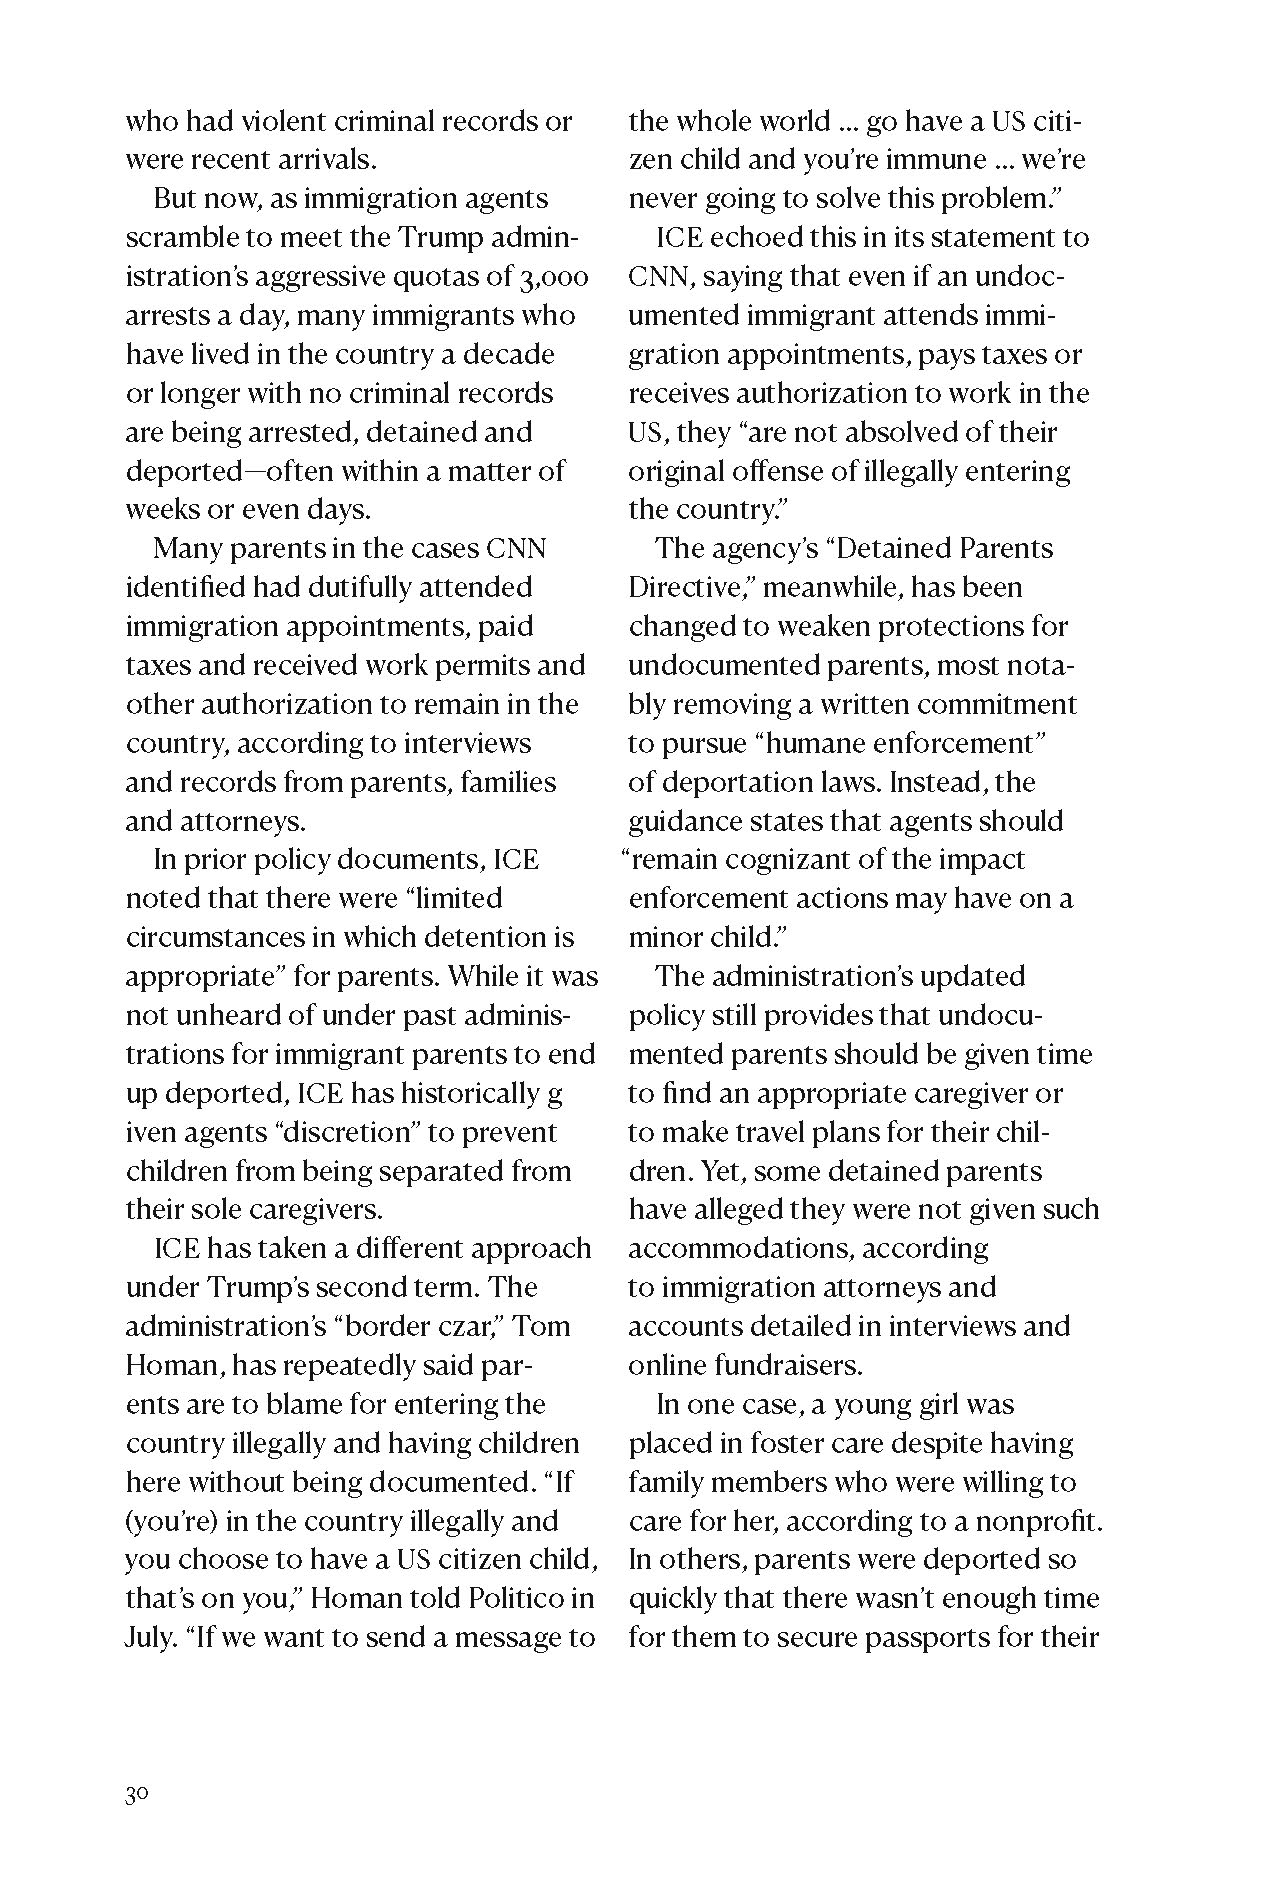 who had violent criminal records or
were recent arrivals.
But now, as immigration agents
scramble to meet the Trump admin-
istration’s aggressive quotas of 3,000
arrests a day, many immigrants who
have lived in the country a decade
or longer with no criminal records
are being arrested, detained and
deported—often within a matter of
weeks or even days.
Many parents in the cases CNN
identified had dutifully attended
immigration appointments, paid
taxes and received work permits and
other authorization to remain in the
country, according to interviews
and records from parents, families
and attorneys.
In prior policy documents, ICE
noted that there were “limited
circumstances in which detention is
appropriate” for parents. While it was
not unheard of under past adminis-
trations for immigrant parents to end
up deported, ICE has historically g
iven agents “discretion” to prevent
children from being separated from
their sole caregivers.
ICE has taken a different approach
under Trump’s second term. The
administration’s “border czar,” Tom
Homan, has repeatedly said par-
ents are to blame for entering the
country illegally and having children
here without being documented. “If
(you’re) in the country illegally and
you choose to have a US citizen child,
that’s on you,” Homan told Politico in
July. “If we want to send a message to
the whole world ... go have a US citi-
zen child and you’re immune ... we’re
never going to solve this problem.”
ICE echoed this in its statement to
CNN, saying that even if an undoc-
umented immigrant attends immi-
gration appointments, pays taxes or
receives authorization to work in the
US, they “are not absolved of their
original offense of illegally entering
the country.”
The agency’s “Detained Parents
Directive,” meanwhile, has been
changed to weaken protections for
undocumented parents, most nota-
bly removing a written commitment
to pursue “humane enforcement”
of deportation laws. Instead, the
guidance states that agents should
“remain cognizant of the impact
enforcement actions may have on a
minor child.”
The administration’s updated
policy still provides that undocu-
mented parents should be given time
to find an appropriate caregiver or
to make travel plans for their chil-
dren. Yet, some detained parents
have alleged they were not given such
accommodations, according
to immigration attorneys and
accounts detailed in interviews and
online fundraisers.
In one case, a young girl was
placed in foster care despite having
family members who were willing to
care for her, according to a nonprofit.
In others, parents were deported so
quickly that there wasn’t enough time
for them to secure passports for their
30